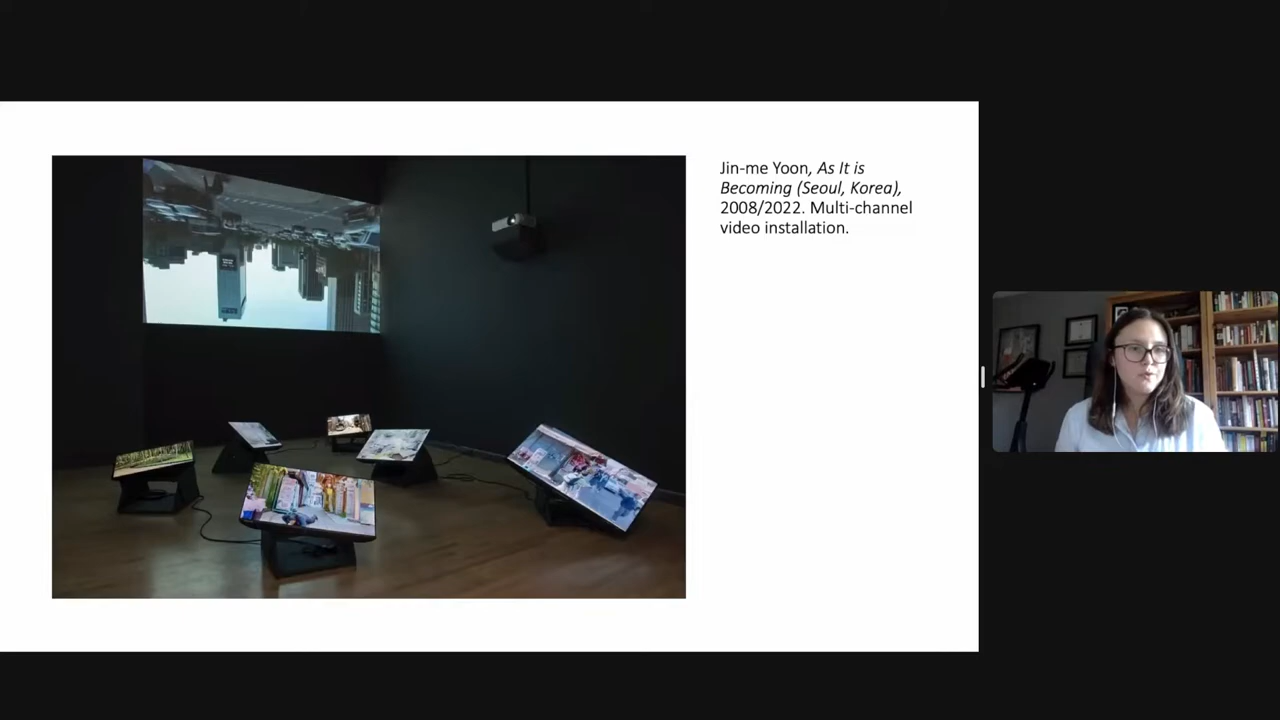 Jin-me Yoon, As It is
Becoming (Seoul, Korea),
2008/2022. Multi-channel
video installation.